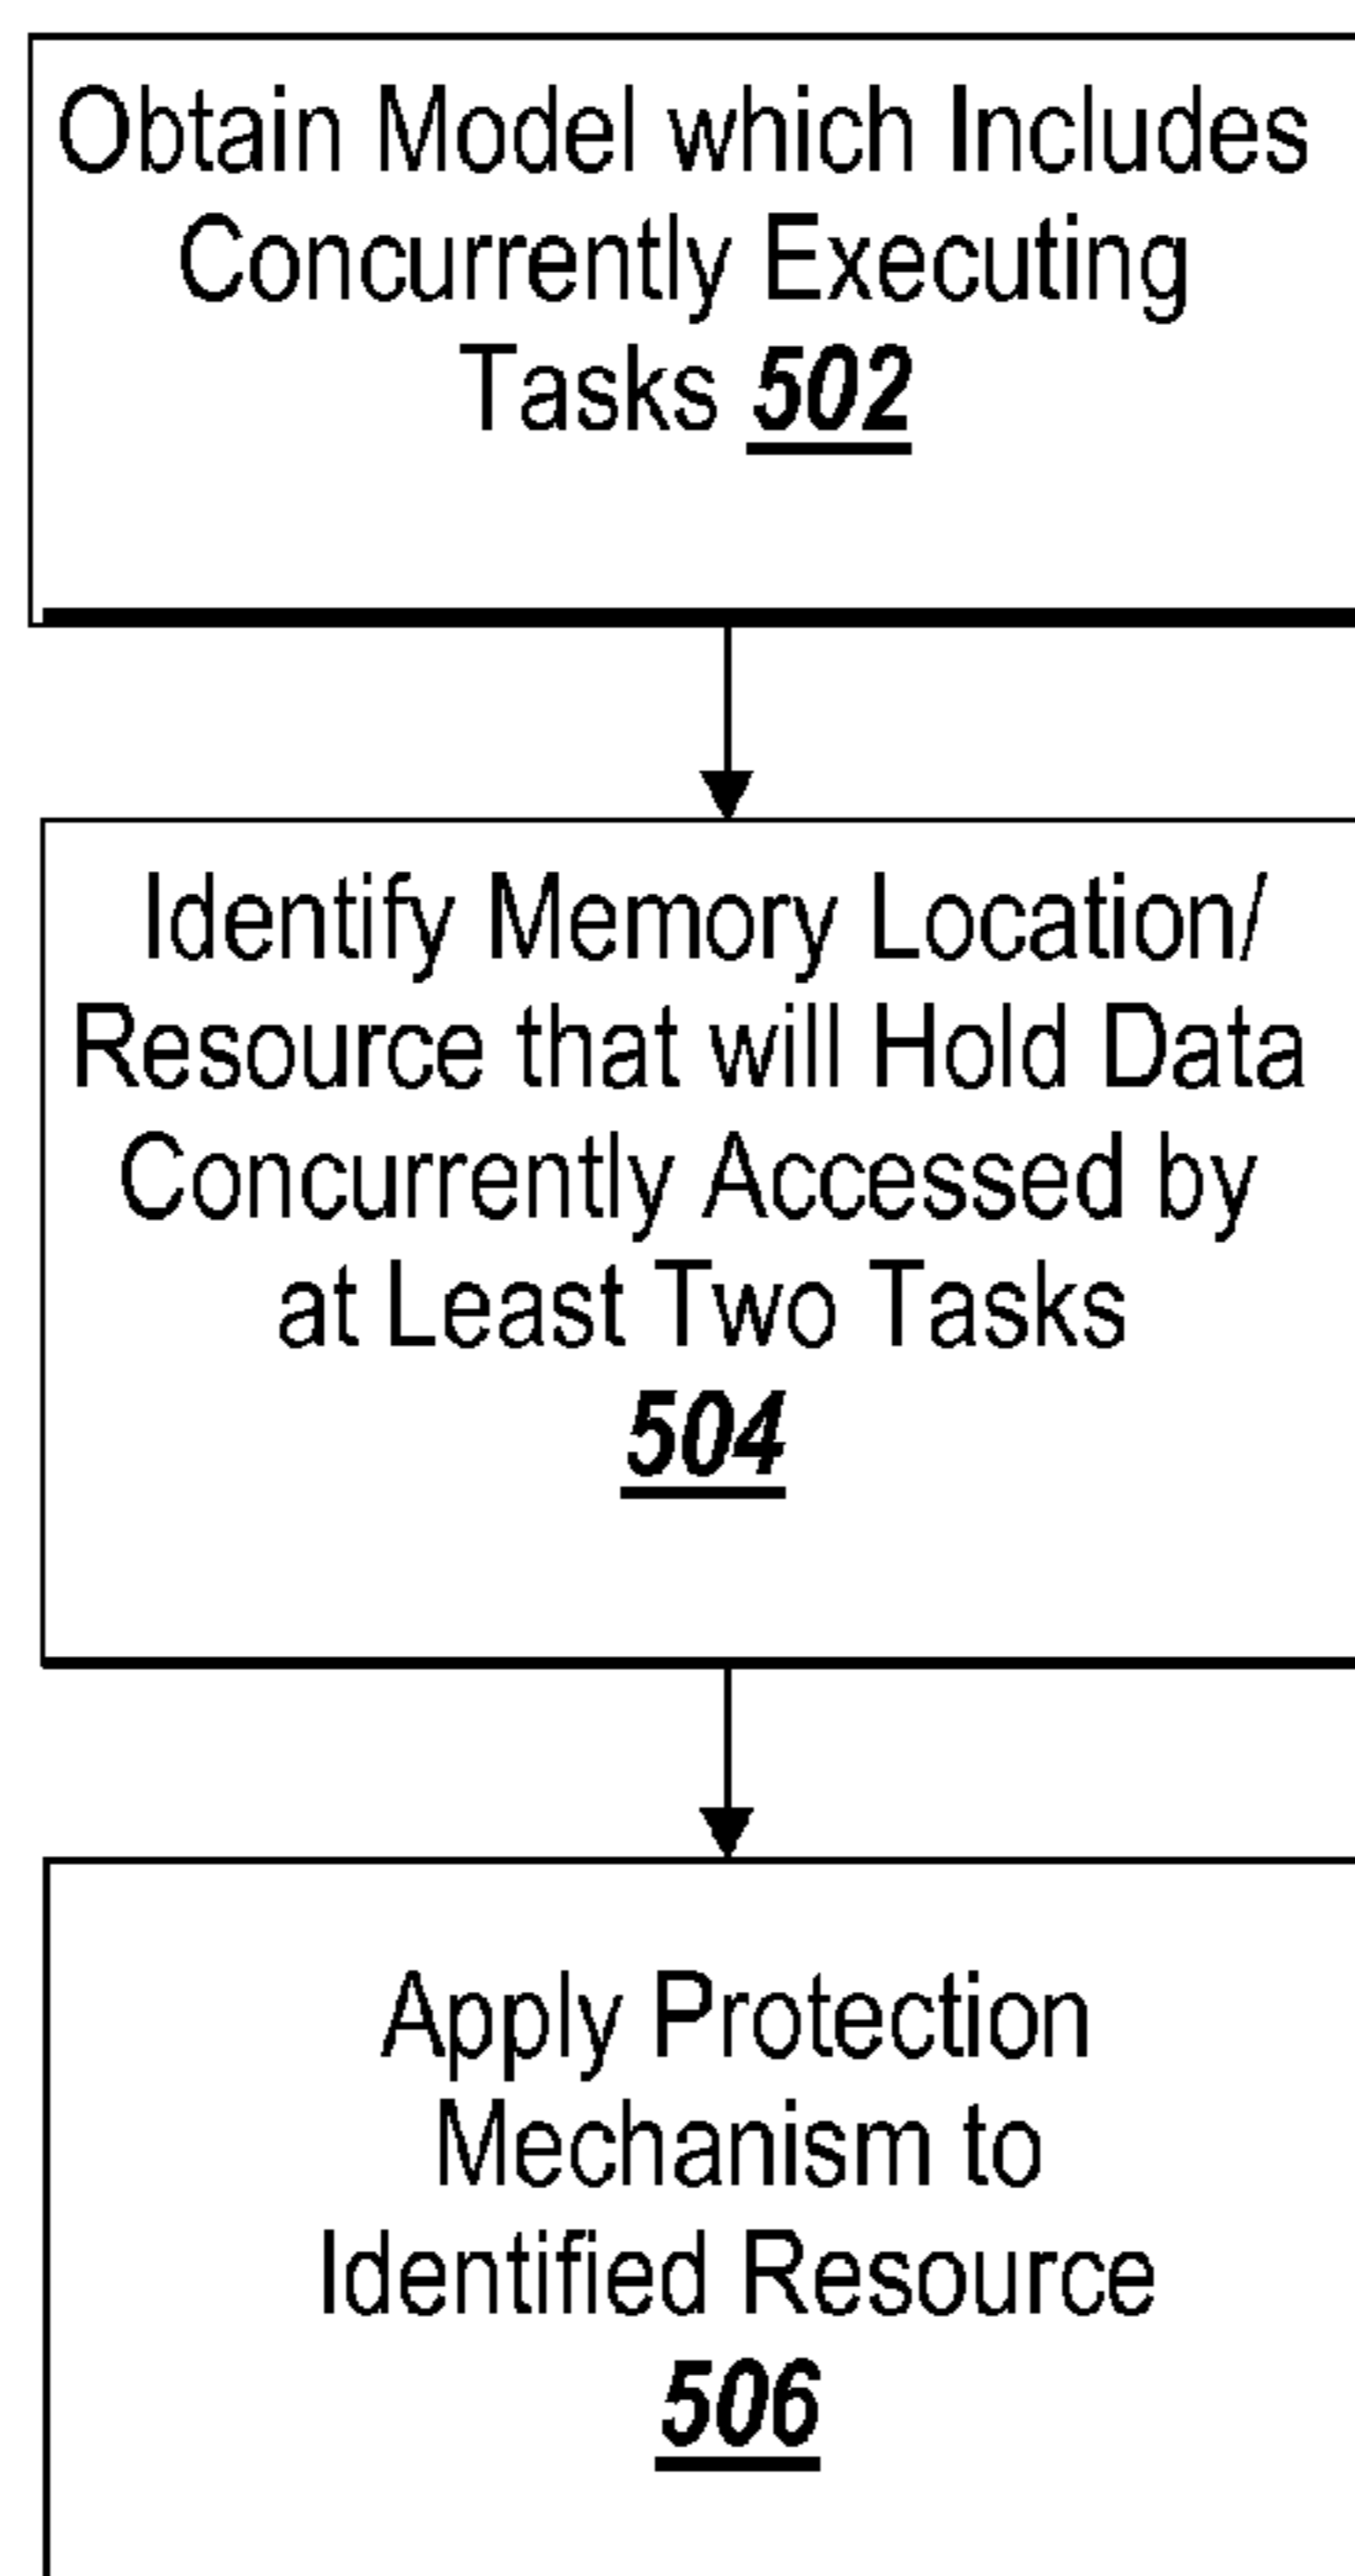 Obtain Model which Includes
Concurrently Executing
Tasks 502
Identify Memory Location/
Resource that will Hold Data
Concurrently Accessed by
at Least Two Tasks
504
Apply Protection
Mechanism to
Identified Resource
506